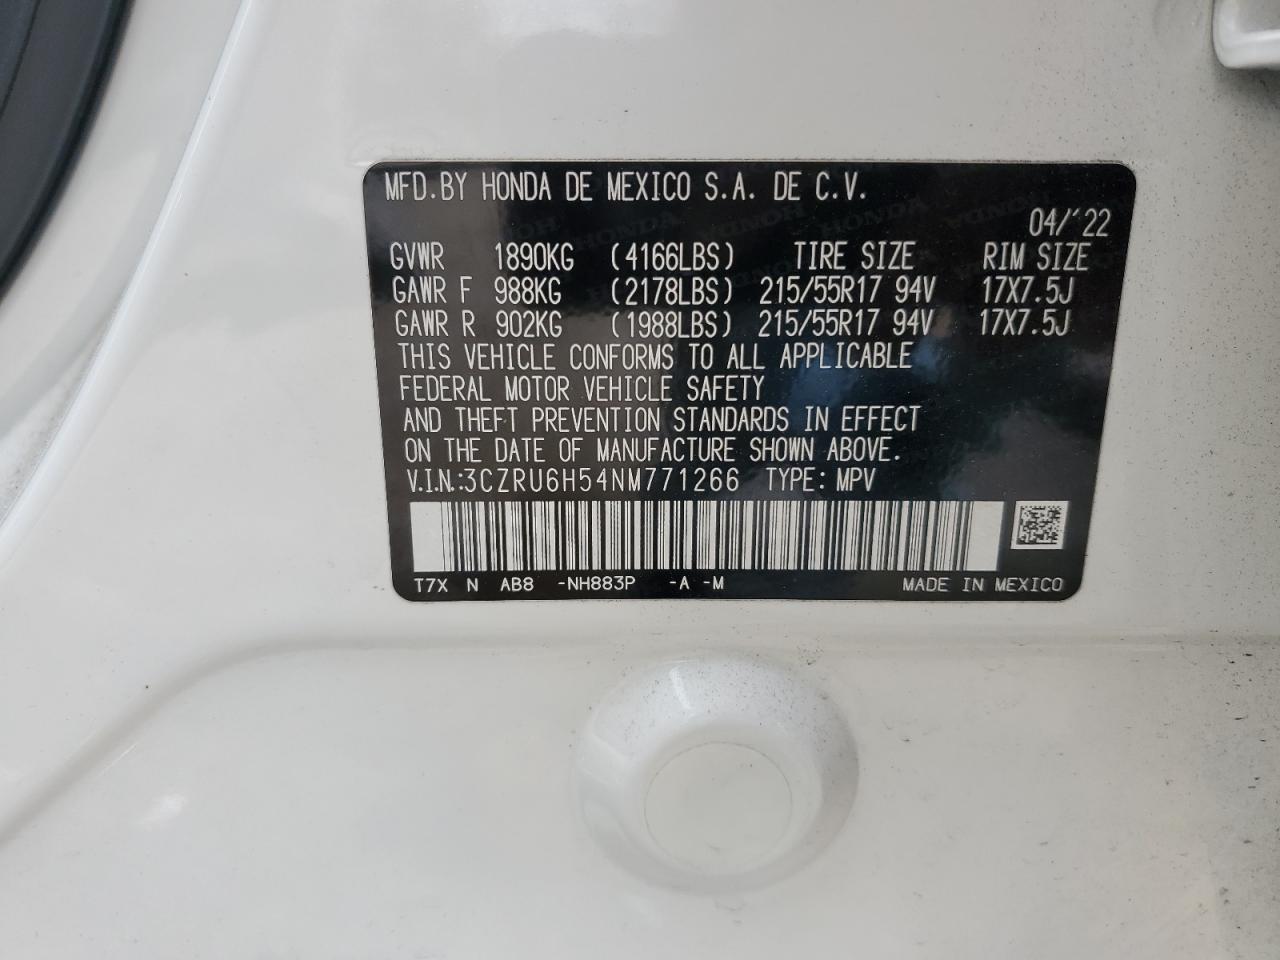 MFD.BY HONDA DE MEXICO S.A. DE C.V.
04/'22
GVWR 1890KG (4166LBS) TIRE SIZE RIM SIZE
GAWR F 988KG (2178LBS) 215/55R17 94V 17X7.5J
GAWR R 902KG (1988LBS) 215/55R17 94V 17X7.5J
THIS VEHICLE CONFORMS TO ALL APPLICABLE
FEDERAL MOTOR VEHICLE SAFETY
AND THEFT PREVENTION STANDARDS IN EFFECT
ON THE DATE OF MANUFACTURE SHOWN ABOVE.
V.I.N.:3CZRU6H54NM771266 TYPE: MPV
T7X N AB8 -NH883P -A -M MADE IN MEXICO